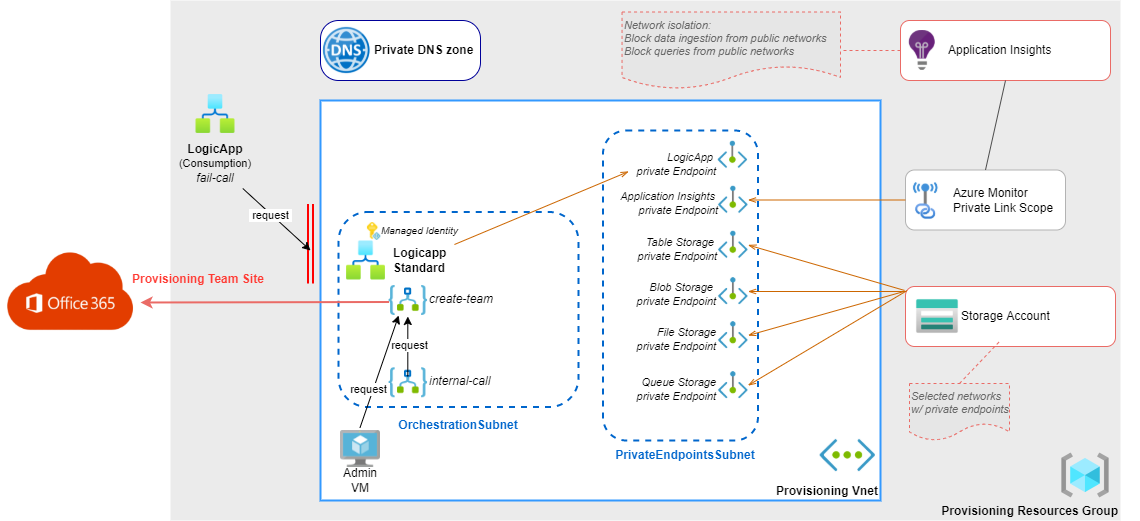 Network isolation:
Block data ingestion from public networks
Block queries from public networks
Application Insights
DNS
Private DNS zone
LogicApp
(Consumption)
fail-call
request
LogicApp
private Endpoint
Application Insights
private Endpoint
Table Storage
private Endpoint
Blob Storage
private Endpoint
File Storage
private Endpoint
Queue Storage
private Endpoint
PrivateEndpointsSubnet
Azure Monitor
Private Link Scope
Managed Identity
Logicapp
Standard
create-team
request
internal-call
request
OrchestrationSubnet
Provisioning Team Site
Office 365
Storage Account
Selected networks
w/ private endpoints
Admin
VM
Provisioning Vnet
Provisioning Resources Group